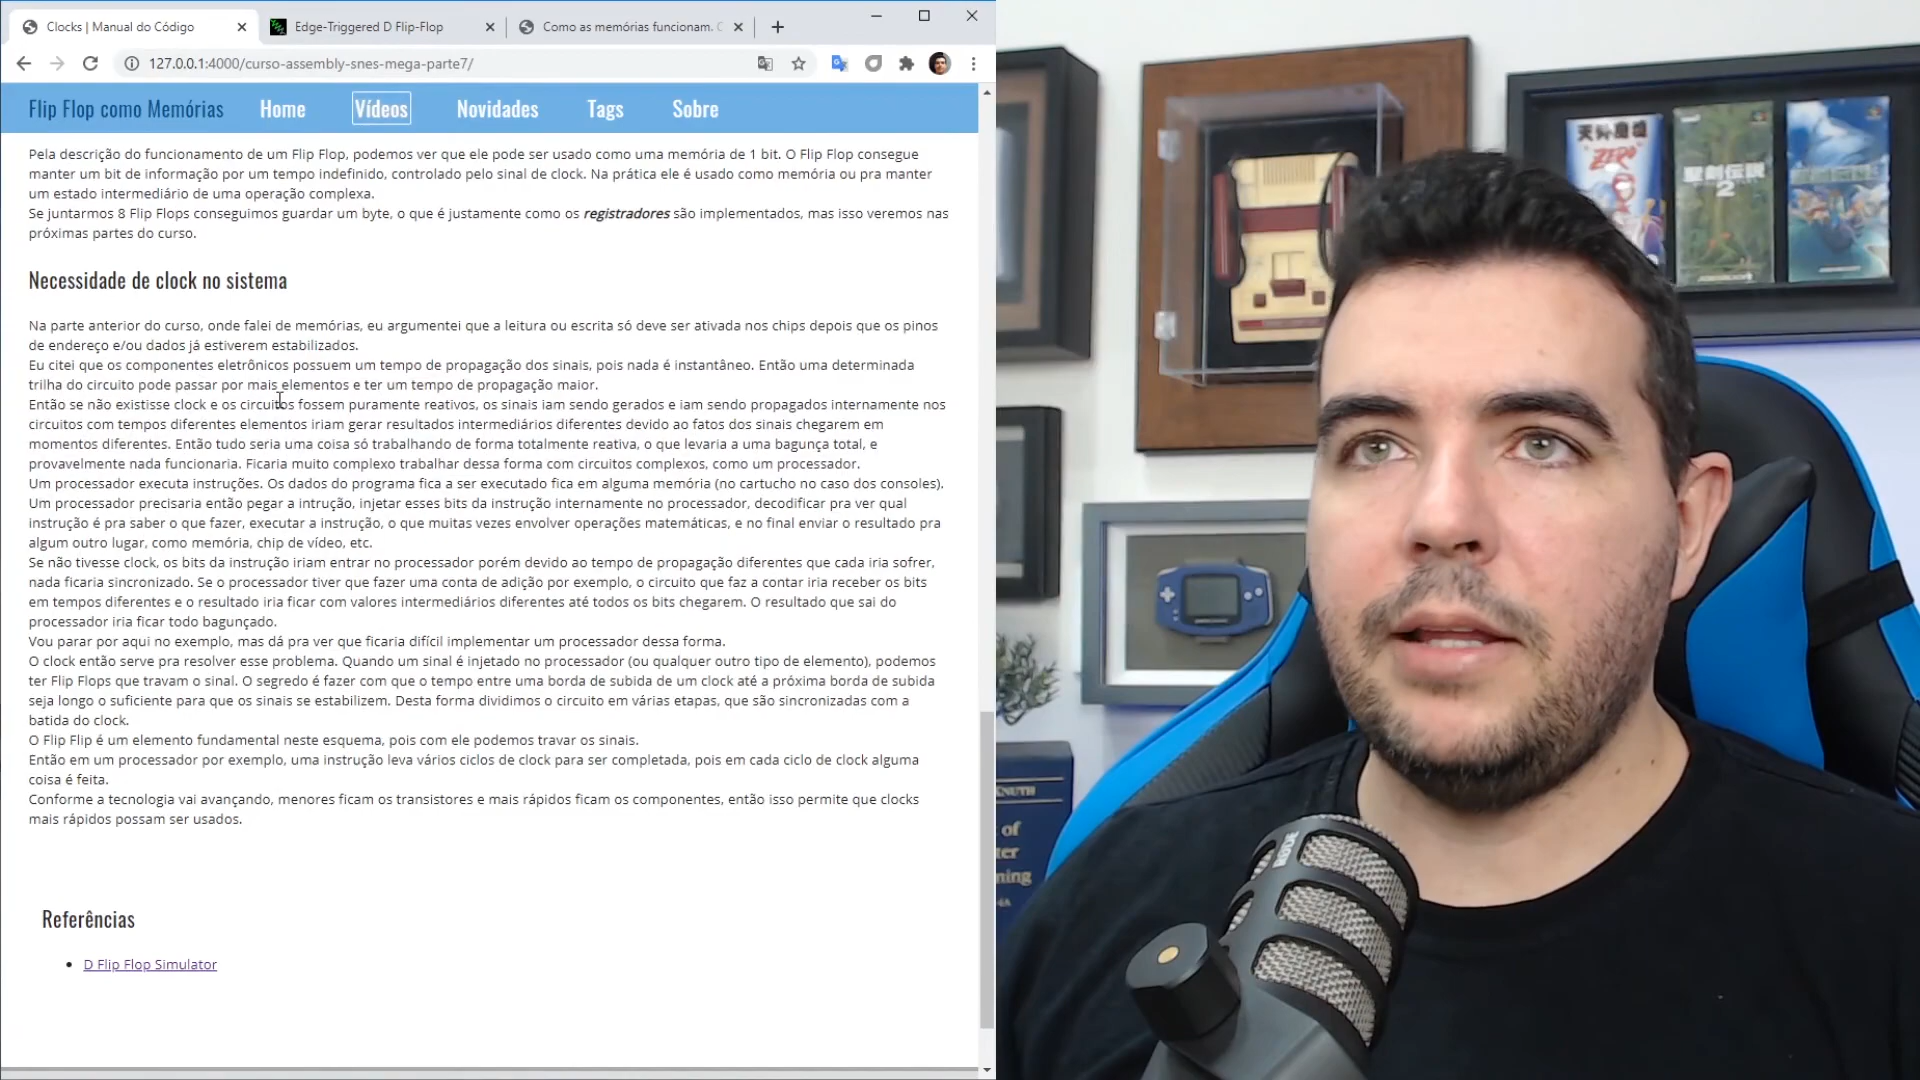 Clocks | Manual do Código
Edge-Triggered D Flip-Flop
Como as memórias funcionam. C
127.0.0.1:4000/curso-assembly-snes-mega-parte7/
Flip Flop como Memórias
Home
Vídeos
Novidades
Tags
Sobre
Pela descrição do funcionamento de um Flip Flop, podemos ver que ele pode ser usado como uma memória de 1 bit. O Flip Flop consegue
manter um bit de informação por um tempo indefinido, controlado pelo sinal de clock. Na prática ele é usado como memória ou pra manter
um estado intermediário de uma operação complexa.
Se juntarmos 8 Flip Flops conseguimos guardar um byte, o que é justamente como os registradores são implementados, mas isso veremos nas
próximas partes do curso.
Necessidade de clock no sistema
Na parte anterior do curso, onde falei de memórias, eu argumentei que a leitura ou escrita só deve ser ativada nos chips depois que os pinos
de endereço e/ou dados já estiverem estabilizados.
Eu citei que os componentes eletrônicos possuem um tempo de propagação dos sinais, pois nada é instantâneo. Então uma determinada
trilha do circuito pode passar por mais elementos e ter um tempo de propagação maior.
Então se não existisse clock e os circuitos fossem puramente reativos, os sinais iam sendo gerados e iam sendo propagados internamente nos
circuitos com tempos diferentes elementos iriam gerar resultados intermediários diferentes devido ao fatos dos sinais chegarem em
momentos diferentes. Então tudo seria uma coisa só trabalhando de forma totalmente reativa, o que levaria a uma bagunça total, e
provavelmente nada funcionaria. Ficaria muito complexo trabalhar dessa forma com circuitos complexos, como um processador.
Um processador executa instruções. Os dados do programa fica a ser executado fica em alguma memória (no cartucho no caso dos consoles).
Um processador precisaria então pegar a intrução, injetar esses bits da instrução internamente no processador, decodificar pra ver qual
instrução é pra saber o que fazer, executar a instrução, o que muitas vezes envolver operações matemáticas, e no final enviar o resultado pra
algum outro lugar, como memória, chip de vídeo, etc.
Se não tivesse clock, os bits da instrução iriam entrar no processador porém devido ao tempo de propagação diferentes que cada iria sofrer,
nada ficaria sincronizado. Se o processador tiver que fazer uma conta de adição por exemplo, o circuito que faz a contar iria receber os bits
em tempos diferentes e o resultado iria ficar com valores intermediários diferentes até todos os bits chegarem. O resultado que sai do
processador iria ficar todo bagunçado.
Vou parar por aqui no exemplo, mas dá pra ver que ficaria difícil implementar um processador dessa forma.
O clock então serve pra resolver esse problema. Quando um sinal é injetado no processador (ou qualquer outro tipo de elemento), podemos
ter Flip Flops que travam o sinal. O segredo é fazer com que o tempo entre uma borda de subida de um clock até a próxima borda de subida
seja longo o suficiente para que os sinais se estabilizem. Desta forma dividimos o circuito em várias etapas, que são sincronizadas com a
batida do clock.
O Flip Flip é um elemento fundamental neste esquema, pois com ele podemos travar os sinais.
Então em um processador por exemplo, uma instrução leva vários ciclos de clock para ser completada, pois em cada ciclo de clock alguma
coisa é feita.
Conforme a tecnologia vai avançando, menores ficam os transistores e mais rápidos ficam os componentes, então isso permite que clocks
mais rápidos possam ser usados.
Referências
D Flip Flop Simulator
ZERO
聖剣伝説
2
KNUTH
of
ter
ning
RODE